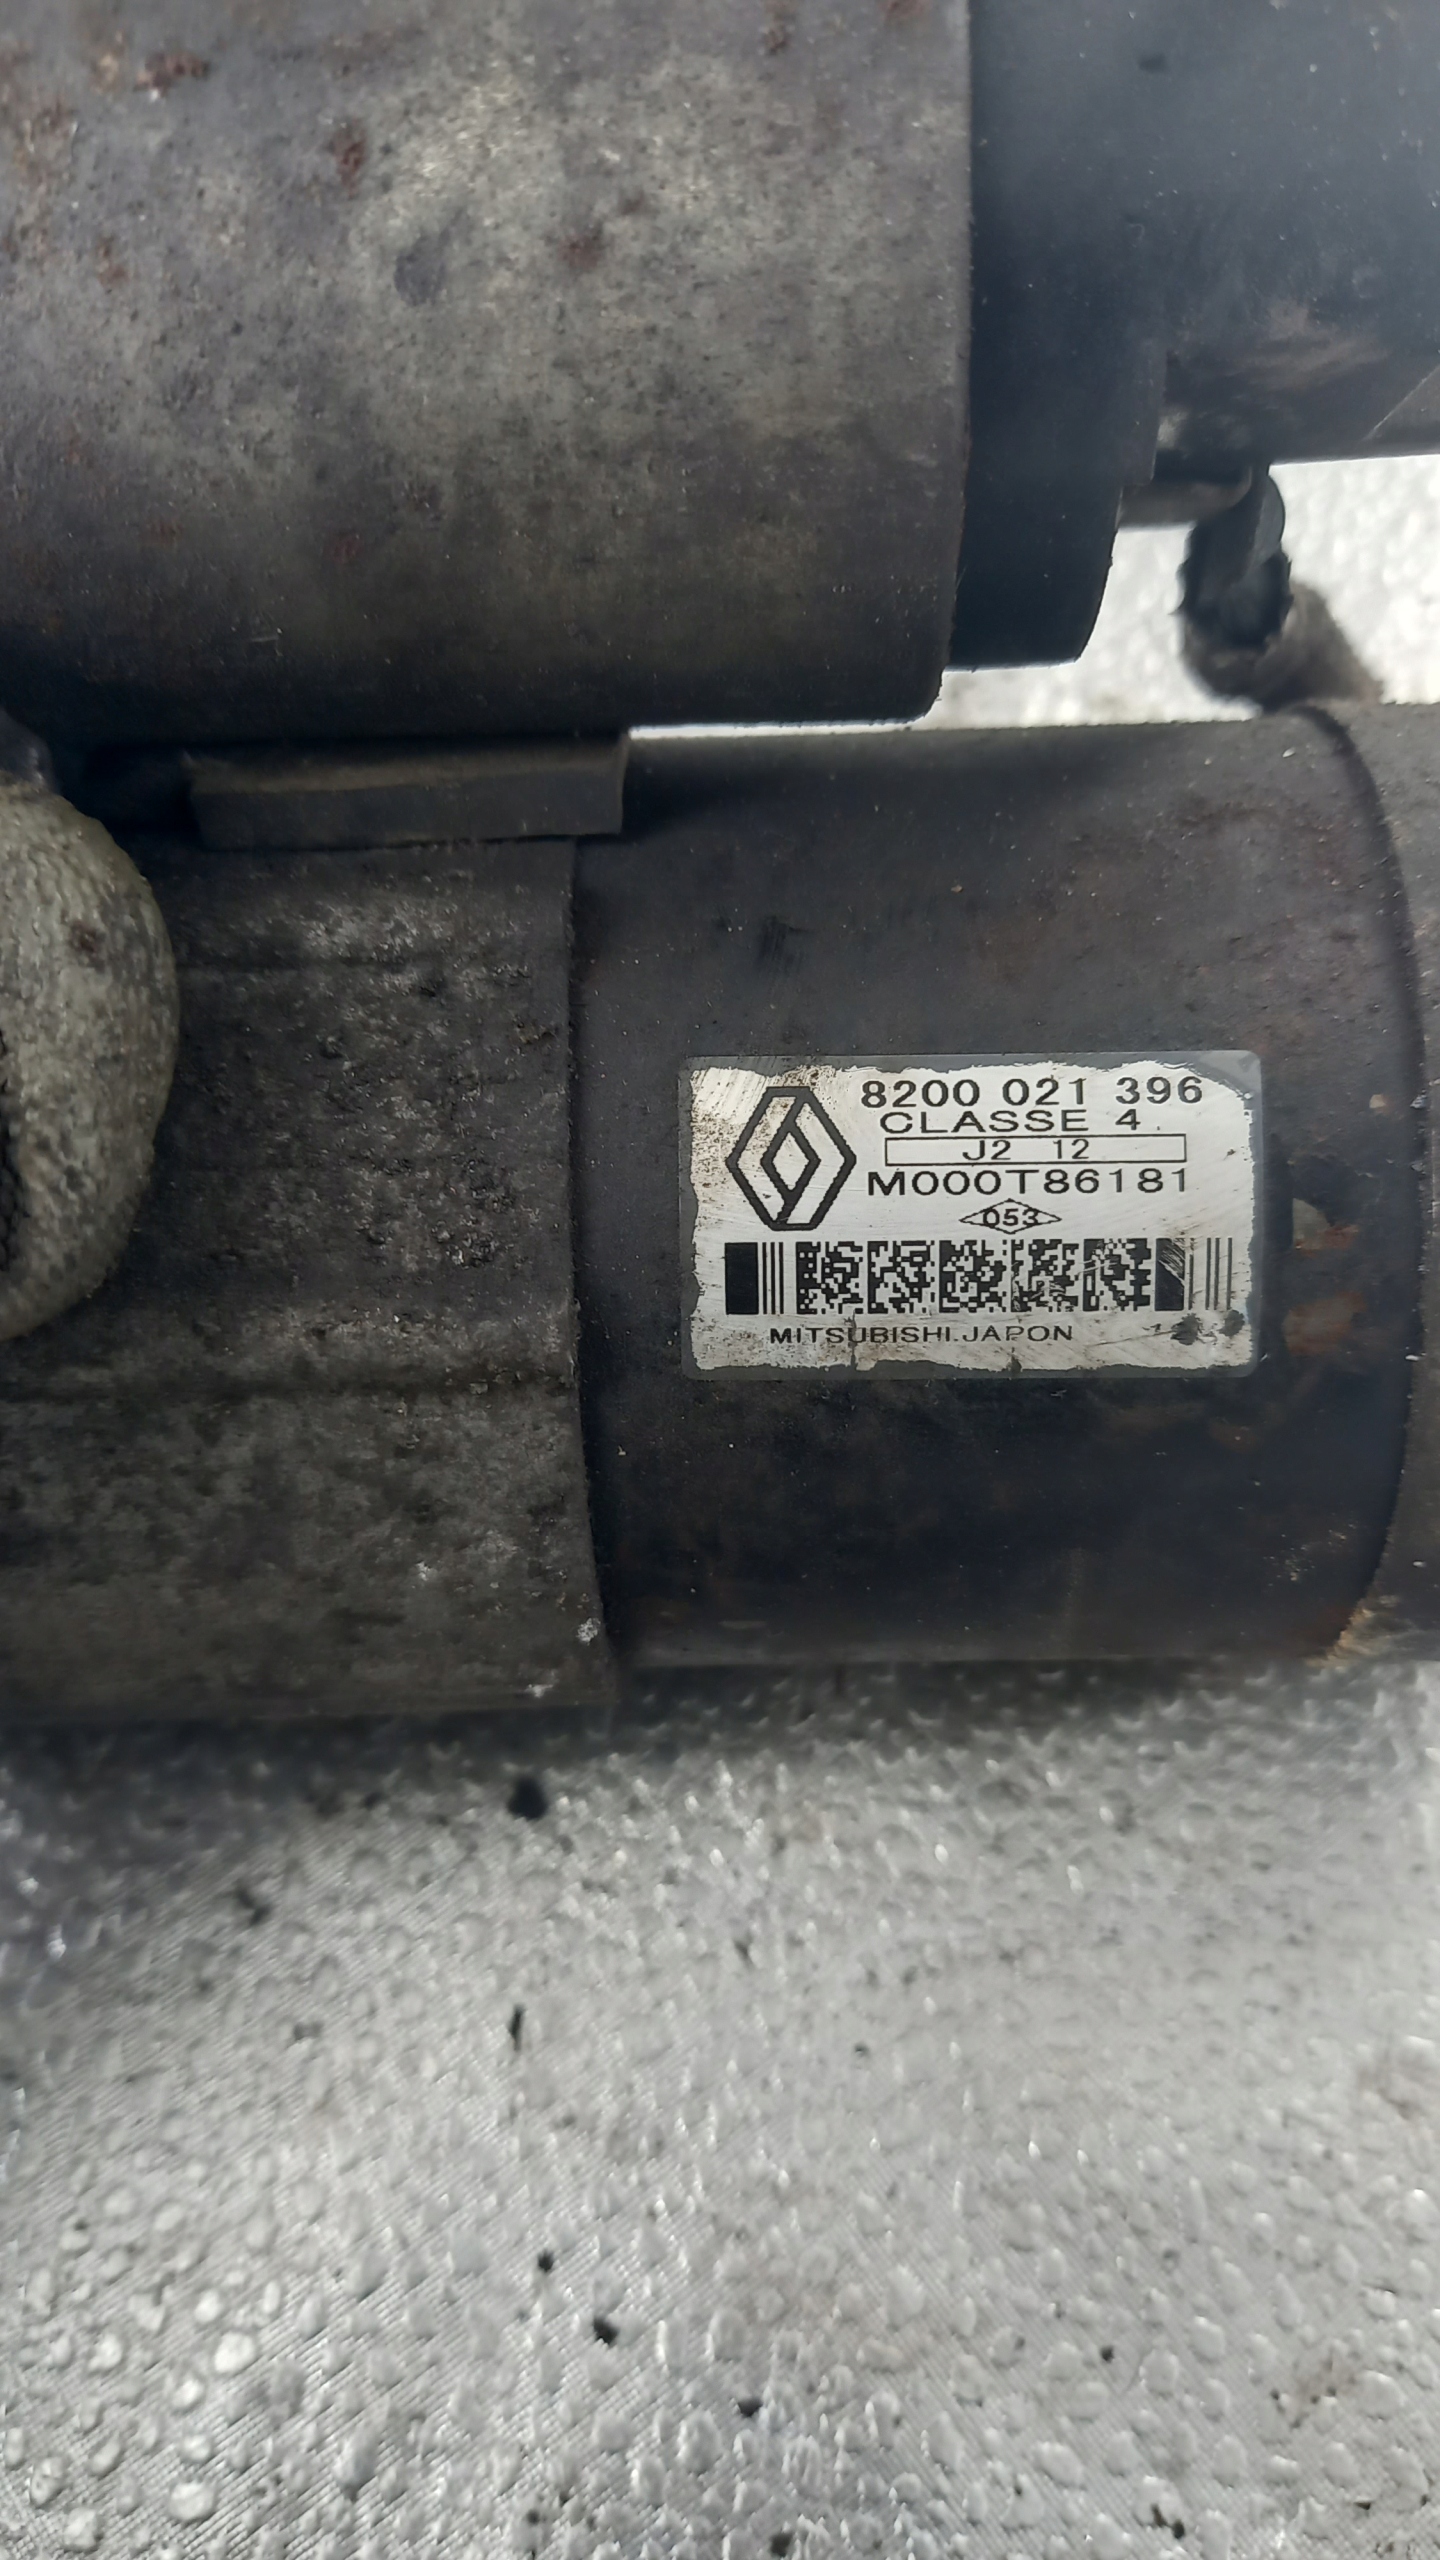 8200 021 396
CLASSE 4
J2 12
M000T86181
053
MITSUBISHI.JAPON